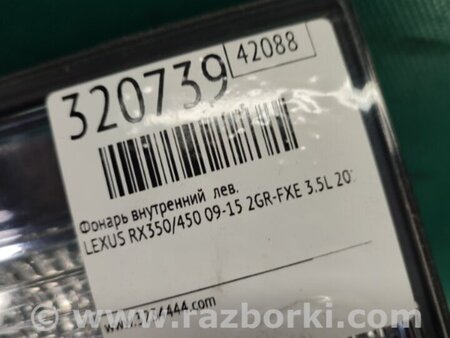 320739
42088
Фонарь внутренний лев.
LEXUS RX350/450 09-15 2GR-FXE 3.5L 20
www.razborki.com